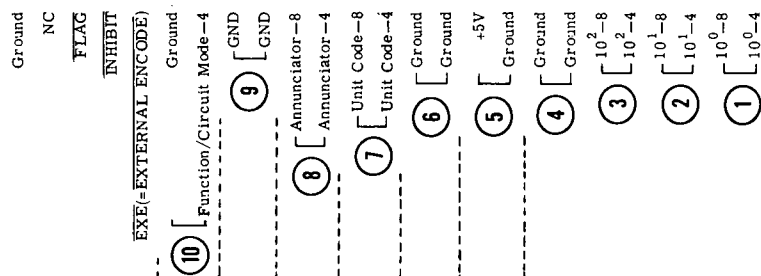 Ground
NC
FLAG
INHIBIT
EXE(=EXTERNAL ENCODE)
Ground
10 Function/Circuit Mode-4
9 GND
GND
8 Annunciator-8
Annunciator-4
7 Unit Code-8
Unit Code-4
6 Ground
Ground
5 +5V
Ground
4 Ground
Ground
3 10²-8
10²-4
2 10¹-8
10¹-4
1 10⁰-8
10⁰-4